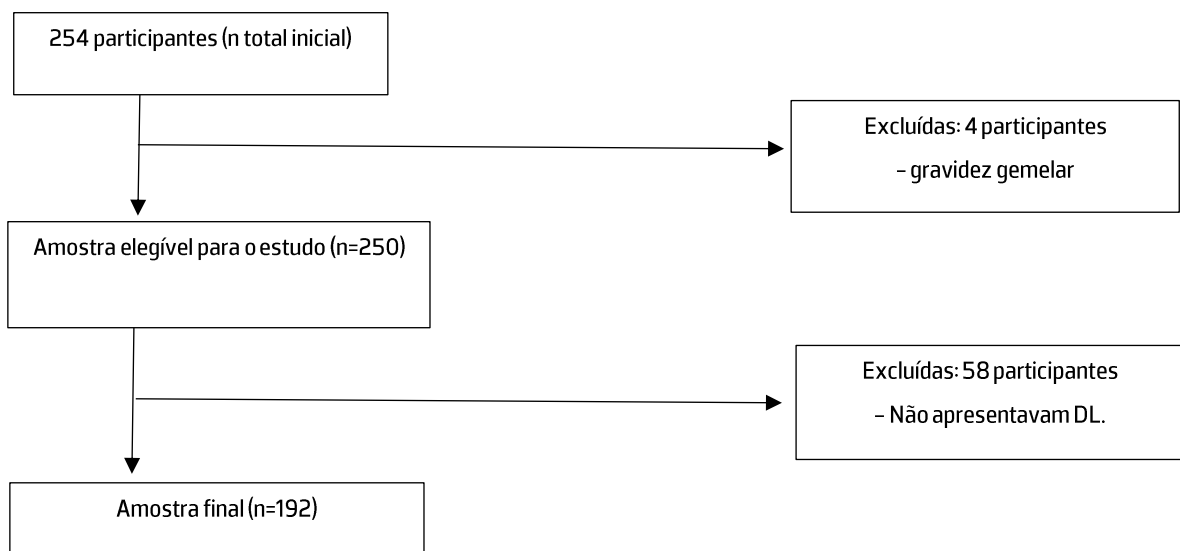 254 participantes (n total inicial)
Excluídas: 4 participantes
– gravidez gemelar
Amostra elegível para o estudo (n=250)
Excluídas: 58 participantes
– Não apresentavam DL.
Amostra final (n=192)